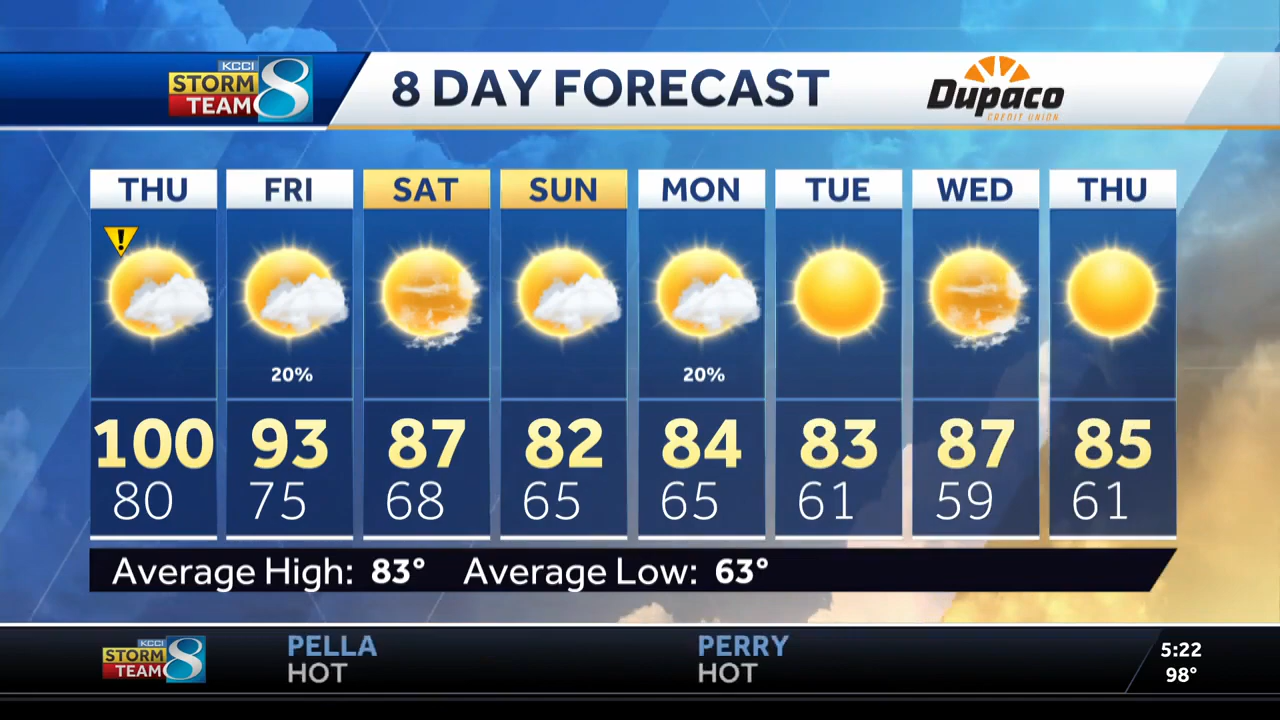 KCCI
STORM
TEAM 8
8 DAY FORECAST
Dupaco
CREDIT UNION
THU FRI SAT SUN MON TUE WED THU
!
20% 20%
100 93 87 82 84 83 87 85
80 75 68 65 65 61 59 61
Average High: 83° Average Low: 63°
KCCI
STORM
TEAM 8
PELLA PERRY
HOT HOT
5:22
98°